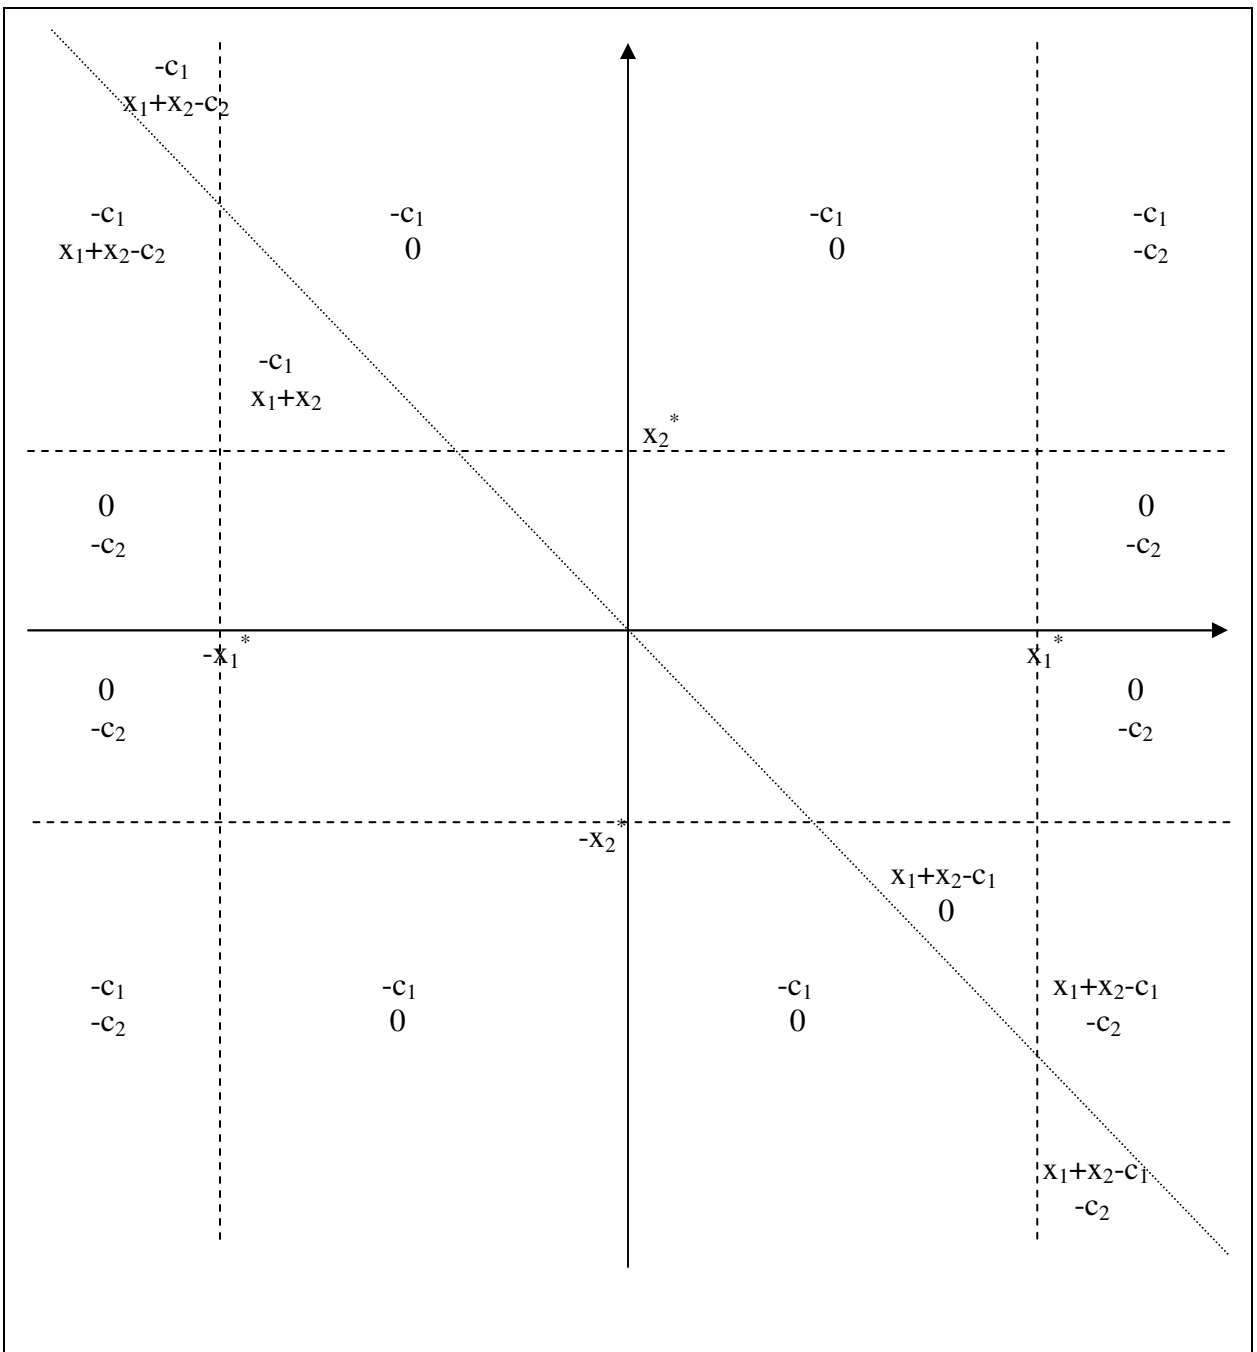 -c₁
x₁+x₂-c₂
-c₁
x₁+x₂-c₂
-c₁
0
-c₁
0
-c₁
-c₂
-c₁
x₁+x₂
x₂*
0
-c₂
0
-c₂
-x₁*
x₁*
0
-c₂
0
-c₂
-x₂*
x₁+x₂-c₁
0
-c₁
-c₂
-c₁
0
-c₁
0
x₁+x₂-c₁
-c₂
x₁+x₂-c₁
-c₂